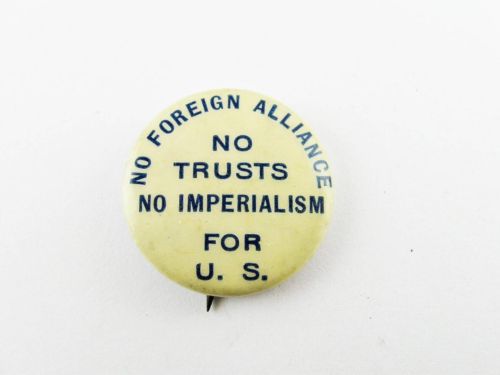 NO FOREIGN ALLIANCE
NO
TRUSTS
NO IMPERIALISM
FOR
U. S.